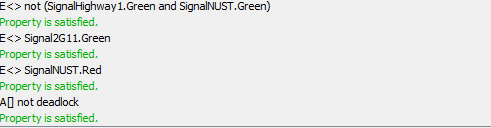 E<> not (SignalHighway1.Green and SignalNUST.Green)
Property is satisfied.
E<> Signal2G11.Green
Property is satisfied.
E<> SignalNUST.Red
Property is satisfied.
A[] not deadlock
Property is satisfied.